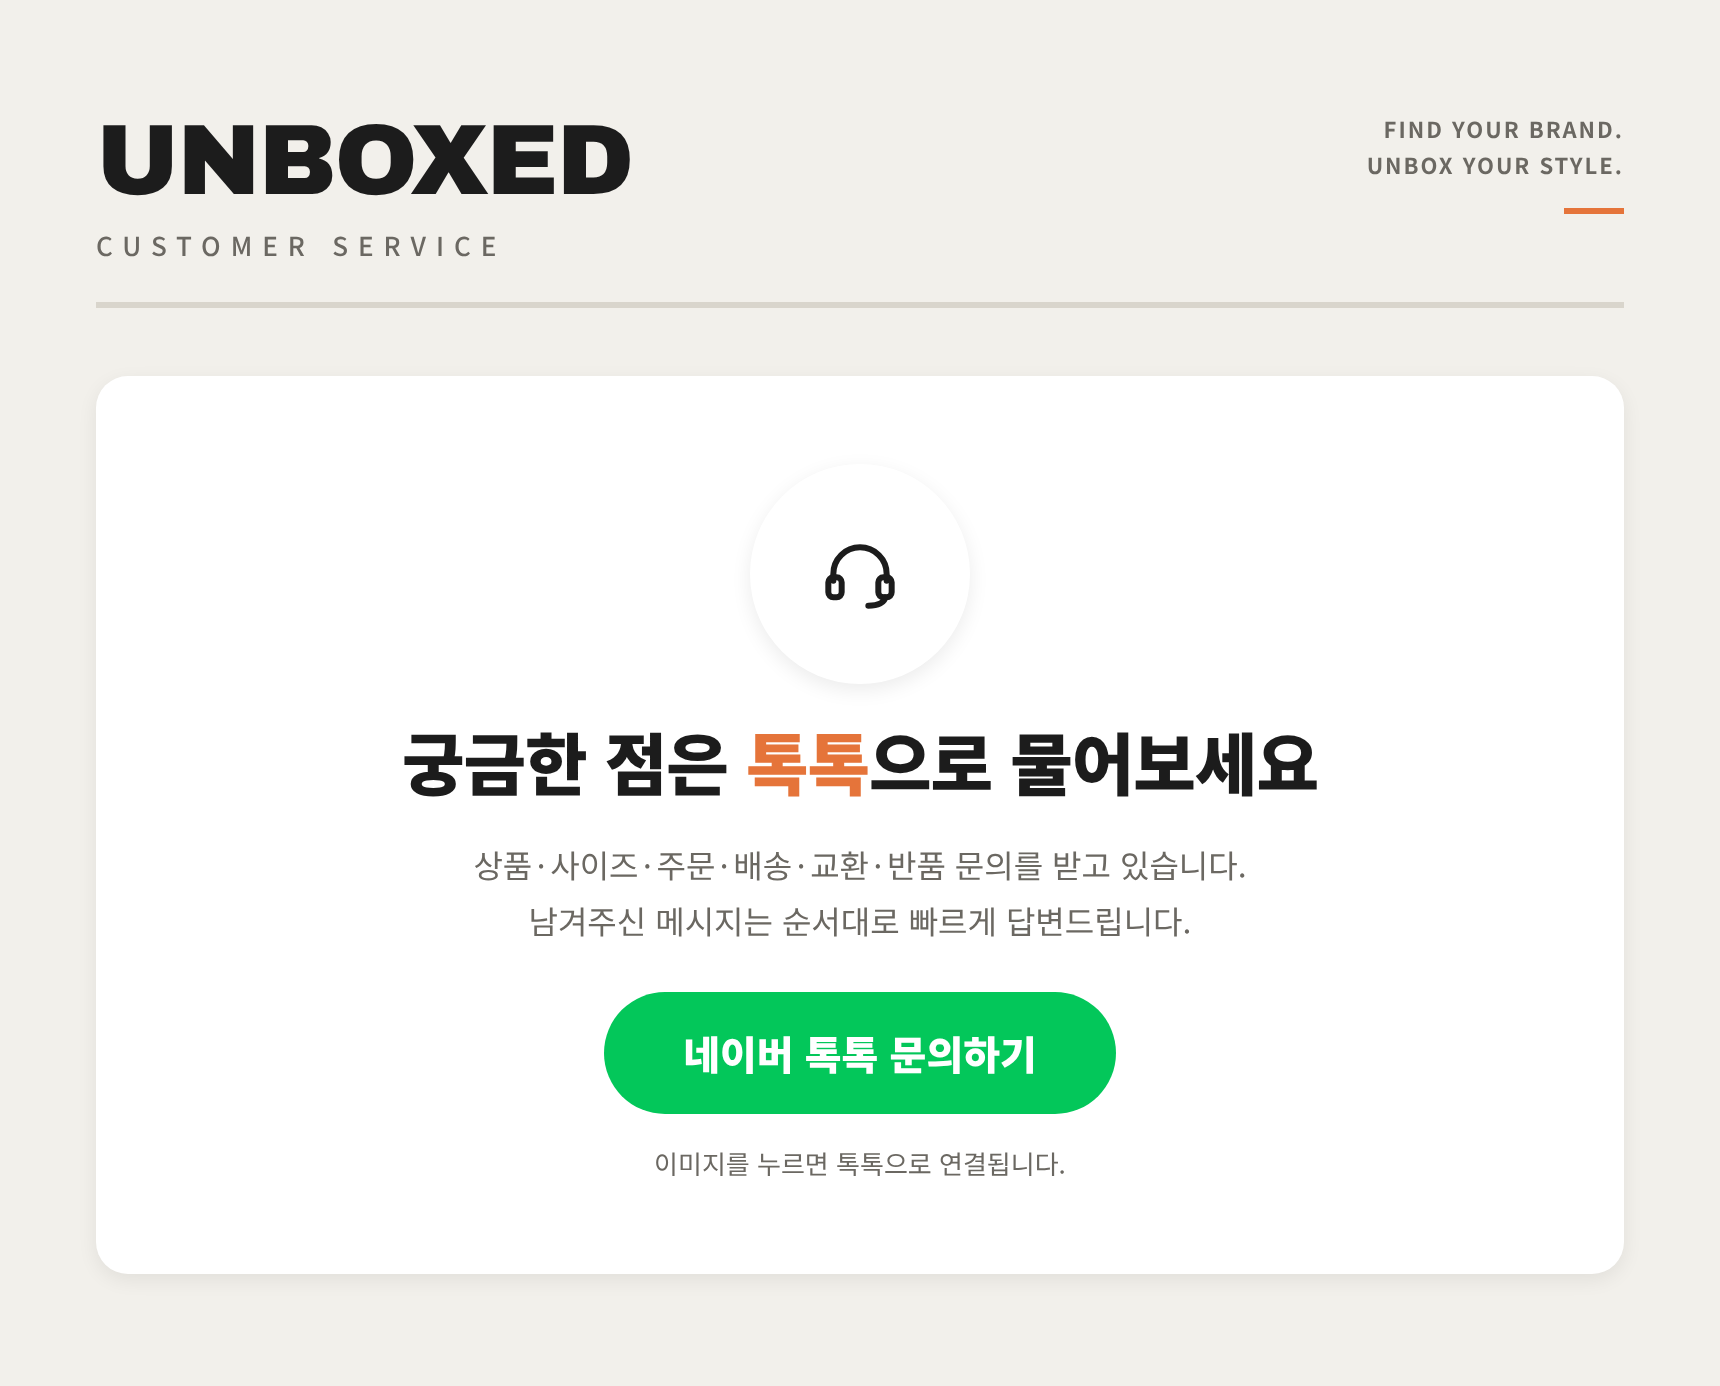 UNBOXED
CUSTOMER SERVICE
FIND YOUR BRAND.
UNBOX YOUR STYLE.
궁금한 점은 톡톡으로 물어보세요
상품·사이즈·주문·배송·교환·반품 문의를 받고 있습니다.
남겨주신 메시지는 순서대로 빠르게 답변드립니다.
네이버 톡톡 문의하기
이미지를 누르면 톡톡으로 연결됩니다.